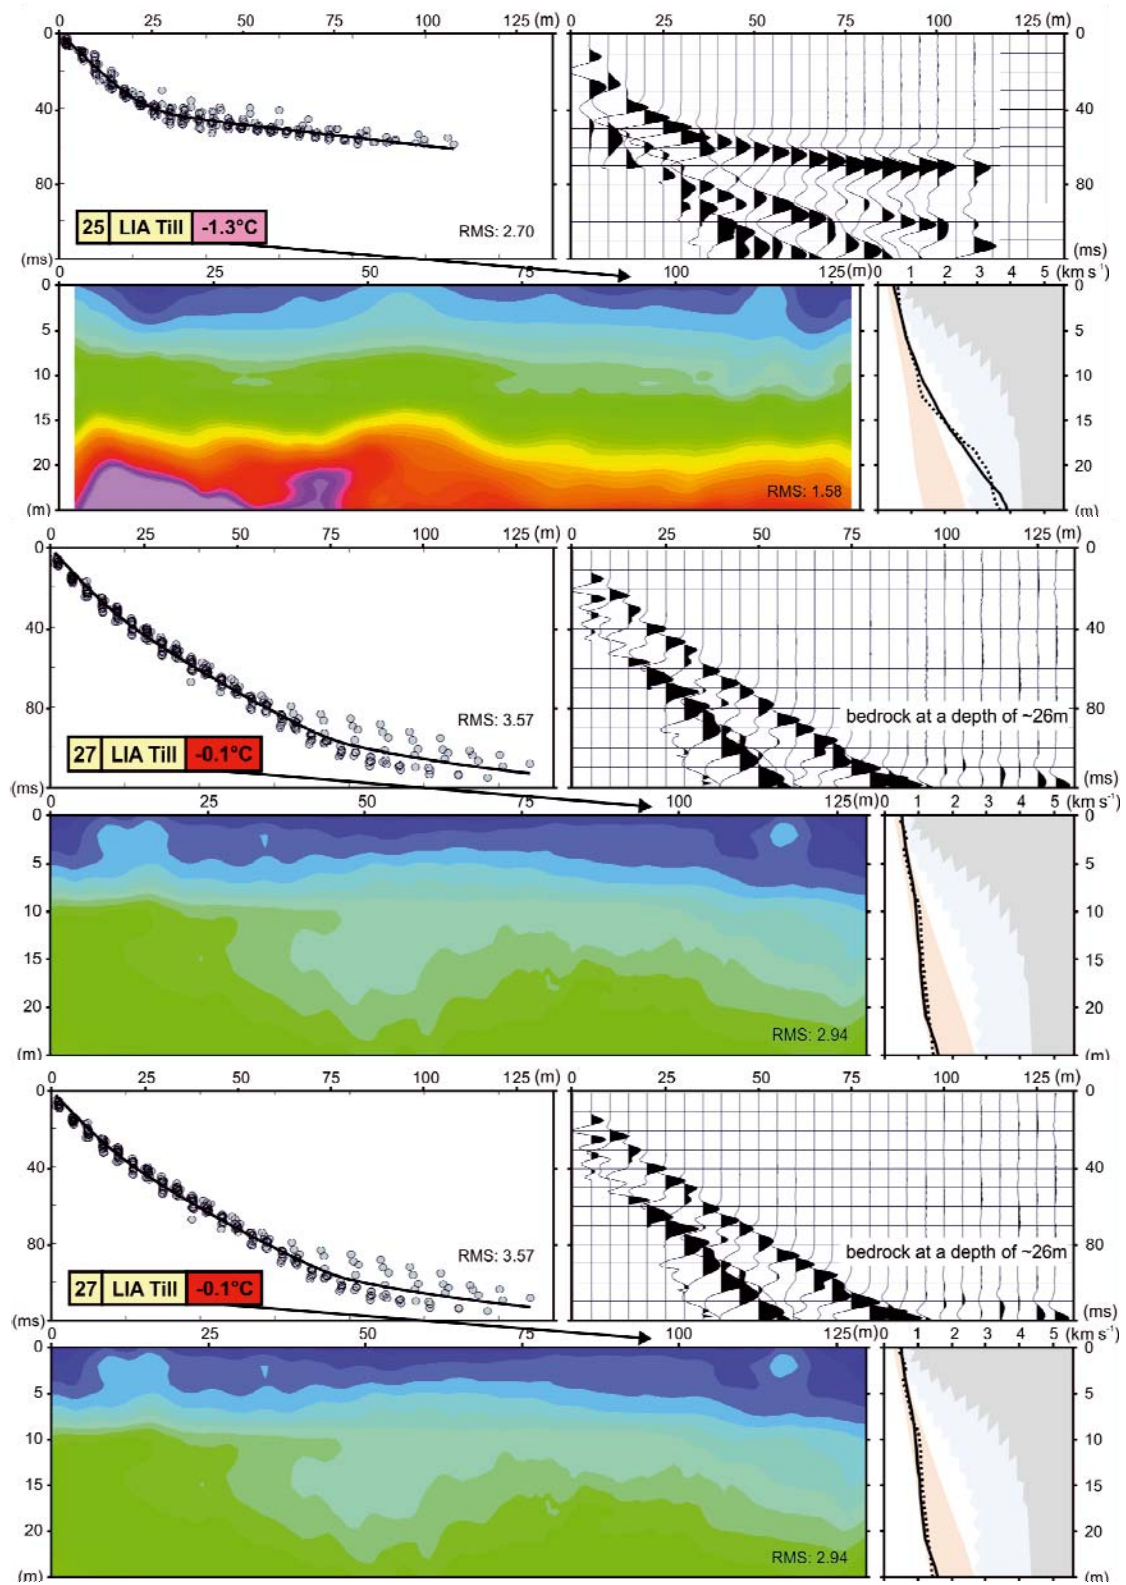 0 25 50 75 100 125 (m) 25 50 75 100 125 (m)
0 0
40 40
80 80
25 LIA Till -1.3°C RMS: 2.70
(ms) (ms)
0 25 50 75 100 125(m) 0 1 2 3 4 5 (km s⁻¹)
0 0
5 5
10 10
15 15
20 20
RMS: 1.58
(m) (m)
0 25 50 75 100 125 (m) 0 25 50 75 100 125 (m) 75
0 0
40 40
80 80
RMS: 3.57 bedrock at a depth of ~26m
27 LIA Till -0.1°C
(ms) (ms)
0 25 50 75 100 125(m) 0 1 2 3 4 5 (km s⁻¹)
0 0
5 5
10 10
15 15
20 20
RMS: 2.94
(m) (m)
0 25 50 75 100 125 (m) 0 25 50 75 100 125 (m)
0 0
40 40
80 80
RMS: 3.57 bedrock at a depth of ~26m
27 LIA Till -0.1°C
(ms) (ms)
0 25 50 75 100 125(m) 0 1 2 3 4 5 (km s⁻¹)
0 0
5 5
10 10
15 15
20 20
RMS: 2.94
(m) (m)